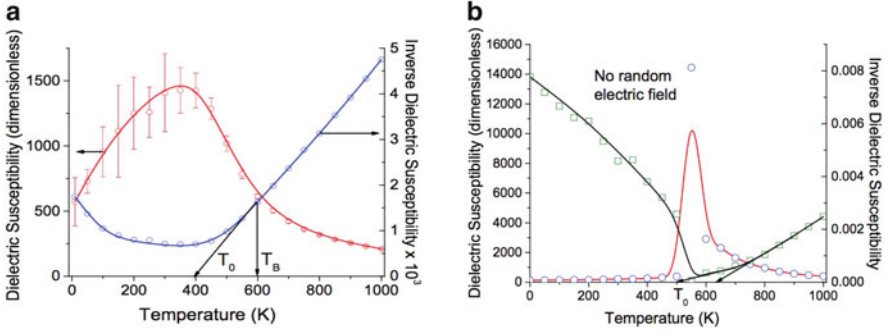 a
Dielectric Susceptibility (dimensionless)
1500
1000
500
0
0
200
400
600
800
1000
Temperature (K)
T0
TB
5
4
3
2
1
0
Inverse Dielectric
Susceptibility x 10³
b
Dielectric Susceptibility (dimensionless)
16000
14000
12000
10000
8000
6000
4000
2000
0
No random
electric field
0
200
400
600
800
1000
T0
Temperature (K)
0.008
0.006
0.004
0.002
0.000
Inverse Dielectric Susceptibility